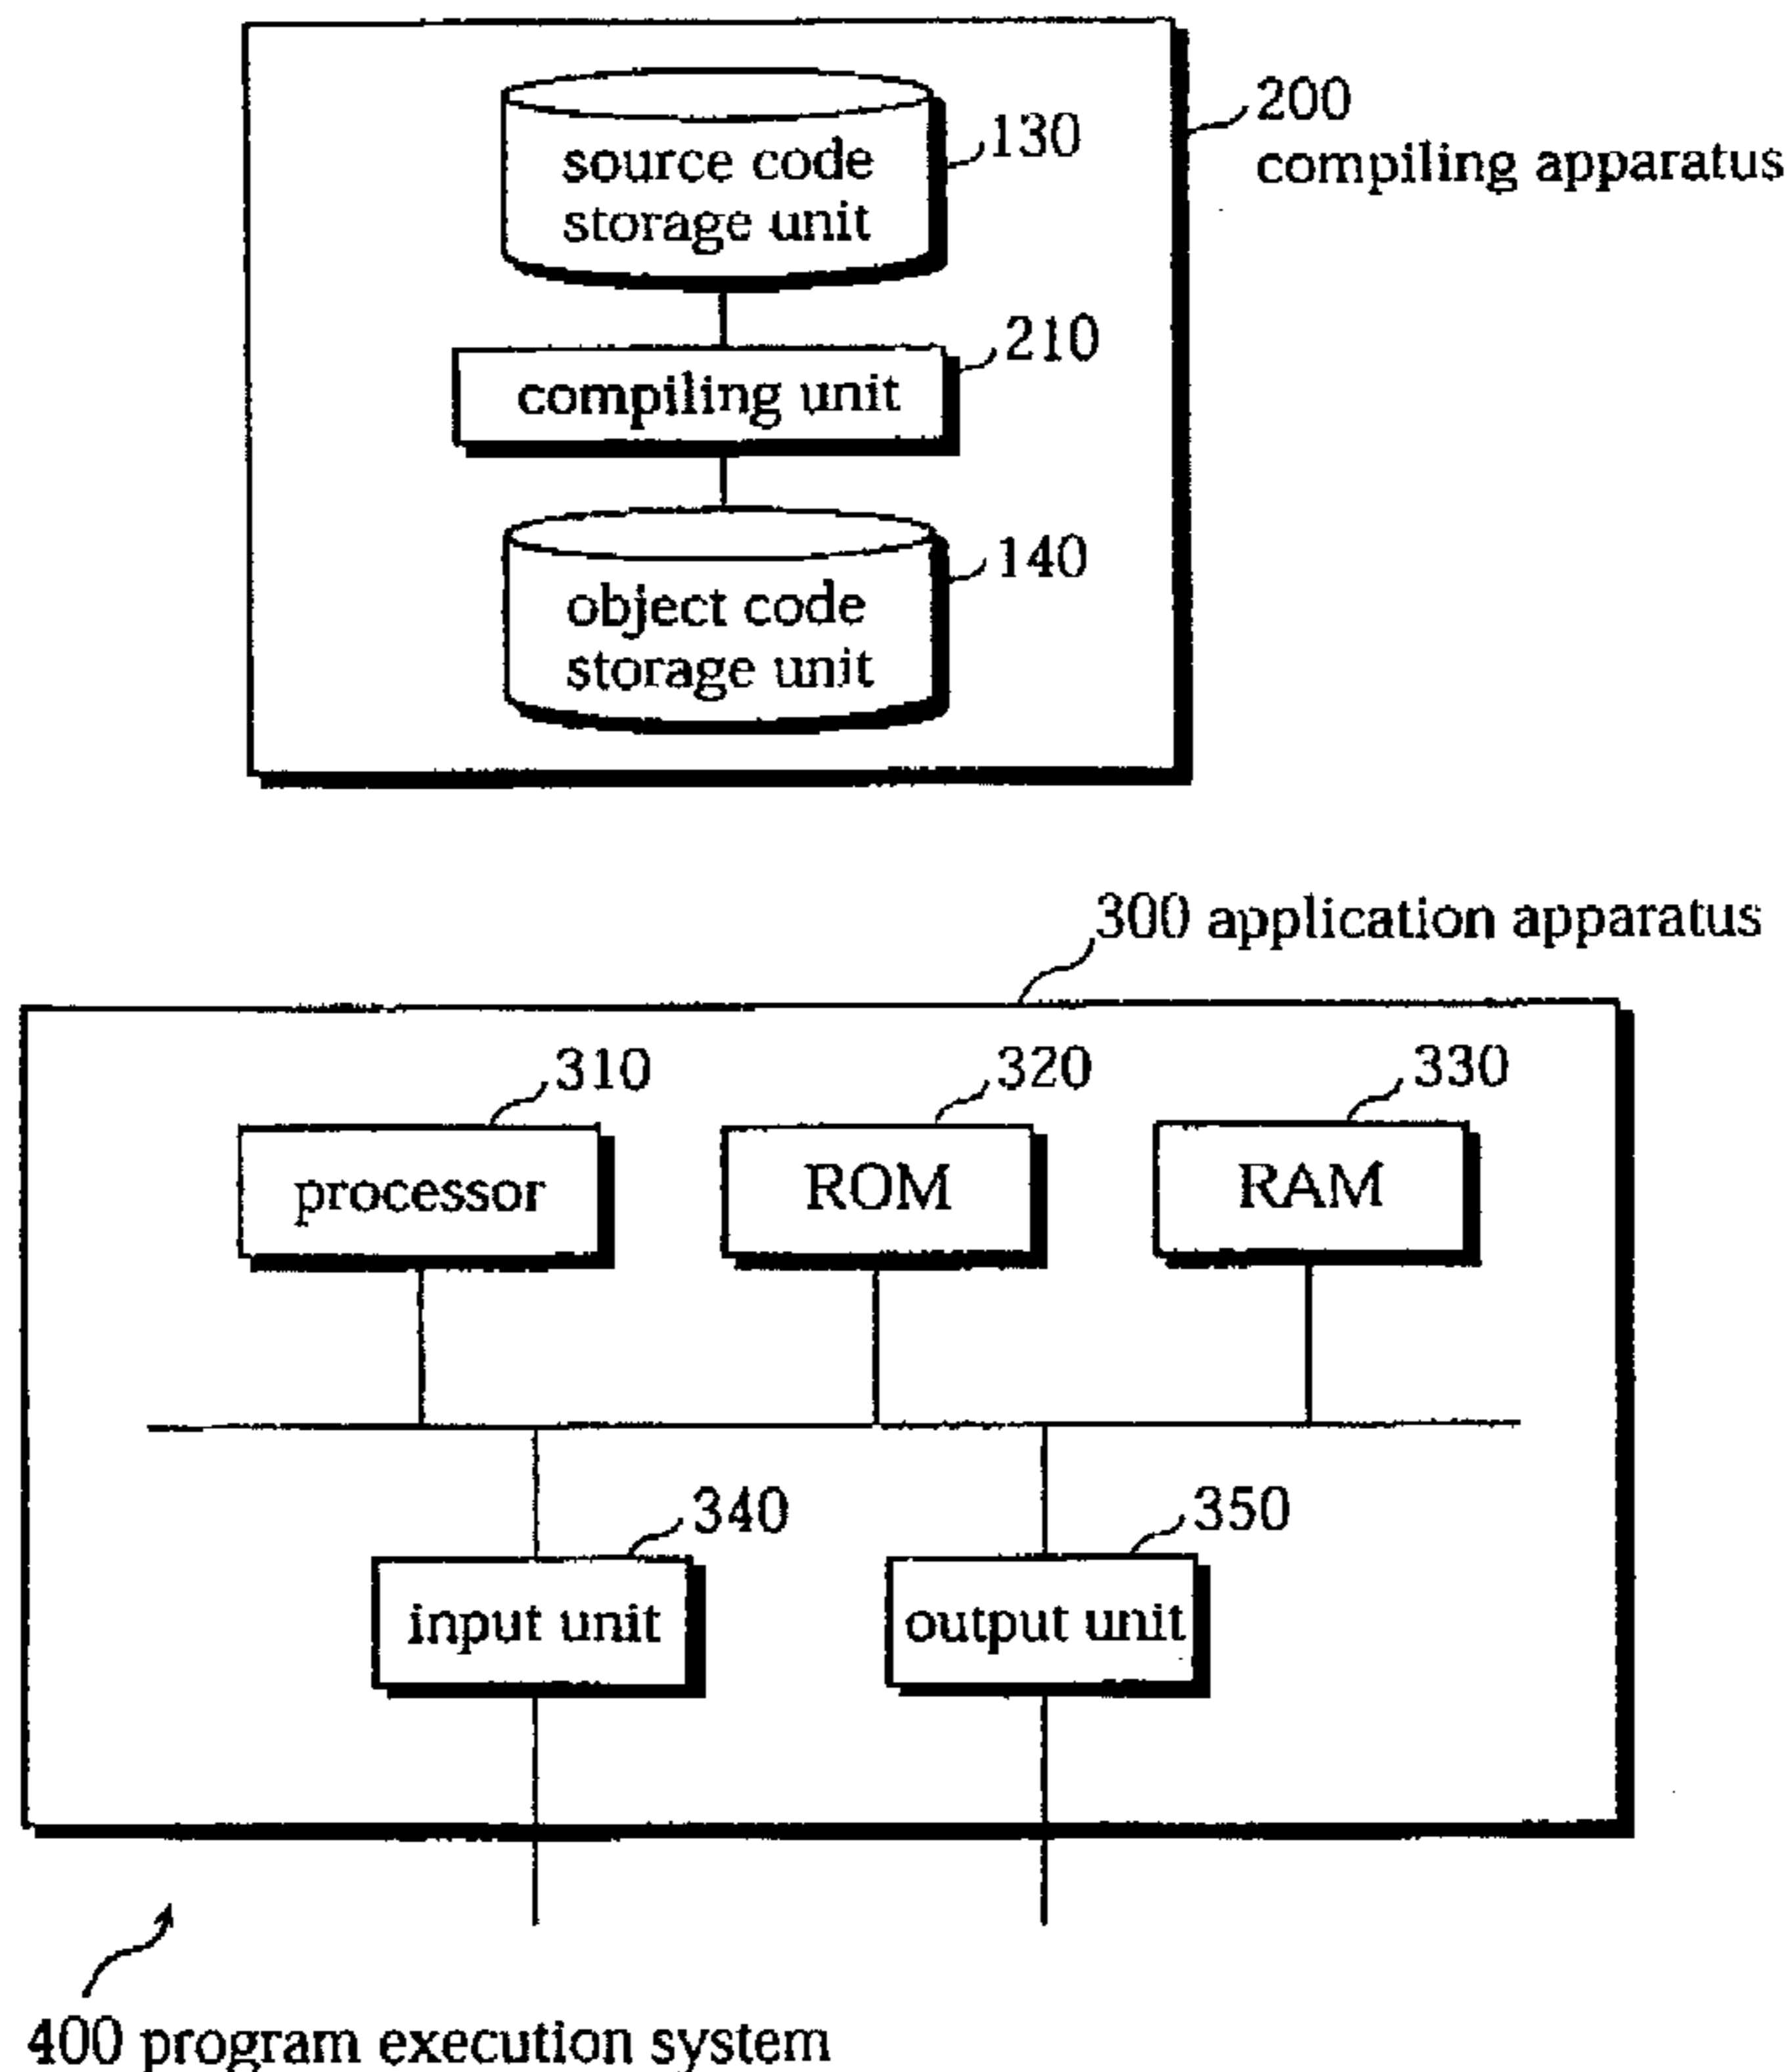 200
compiling apparatus
130
source code
storage unit
210
compiling unit
140
object code
storage unit
300 application apparatus
310
320
330
processor
ROM
RAM
340
350
input unit
output unit
400 program execution system